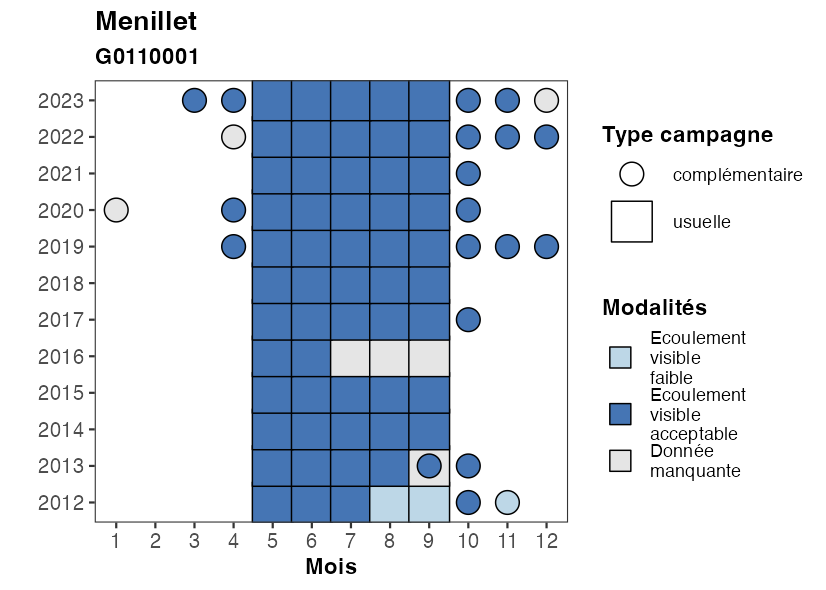 Menillet
G0110001
2023
2022
2021
2020
2019
2018
2017
2016
2015
2014
2013
2012
1 2 3 4 5 6 7 8 9 10 11 12
Mois
Type campagne
complémentaire
usuelle
Modalités
Ecoulement
visible
faible
Ecoulement
visible
acceptable
Donnée
manquante